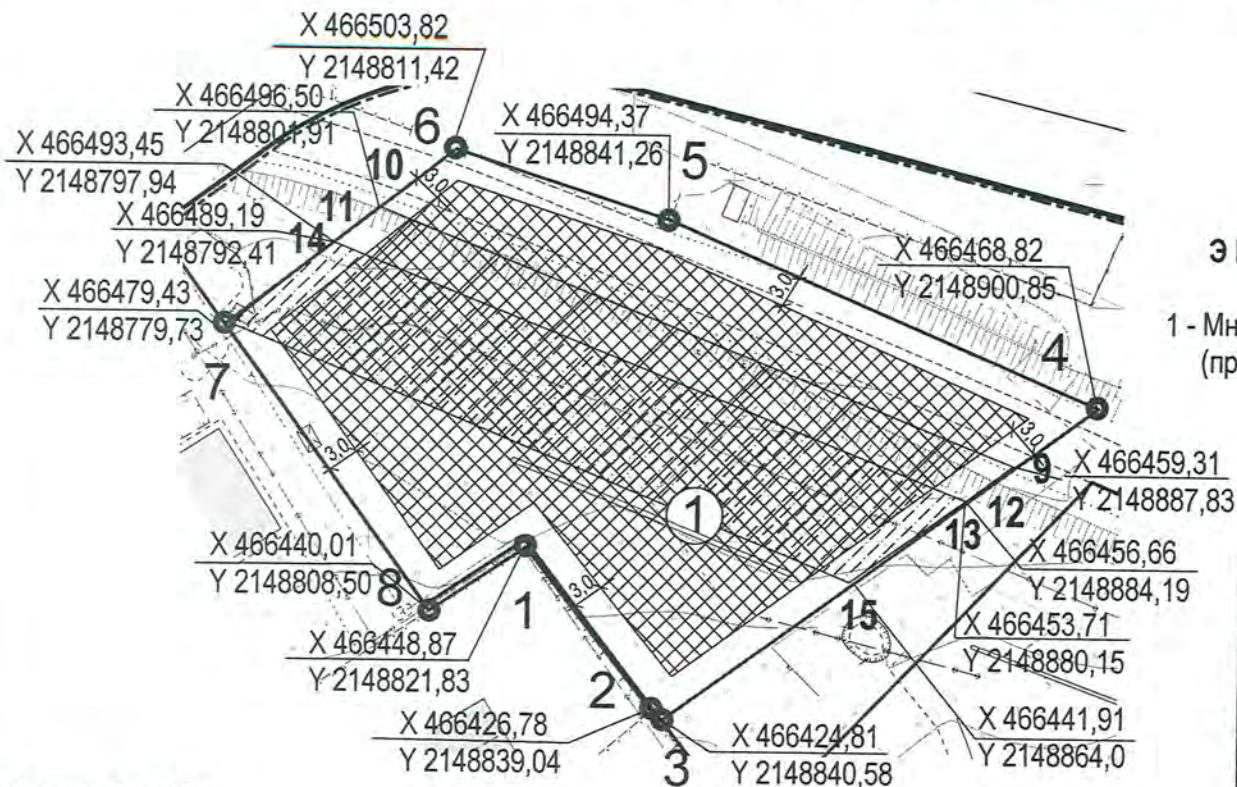 X 466503,82
Y 2148811,42
X 466496,50
Y 2148801,91
X 466493,45
Y 2148797,94
X 466489,19
Y 2148792,41
X 466479,43
Y 2148779,73
6
10
11
14
7
X 466494,37
Y 2148841,26
5
3.0
3.0
X 466468,82
Y 2148900,85
4
Э
1 - Мн
(пр
3.0
9
X 466459,31
Y 2148887,83
12
13
X 466456,66
Y 2148884,19
1
3.0
X 466440,01
Y 2148808,50
8
1
3.0
15
X 466453,71
Y 2148880,15
X 466448,87
Y 2148821,83
2
X 466426,78
Y 2148839,04
3
X 466424,81
Y 2148840,58
X 466441,91
Y 2148864,0